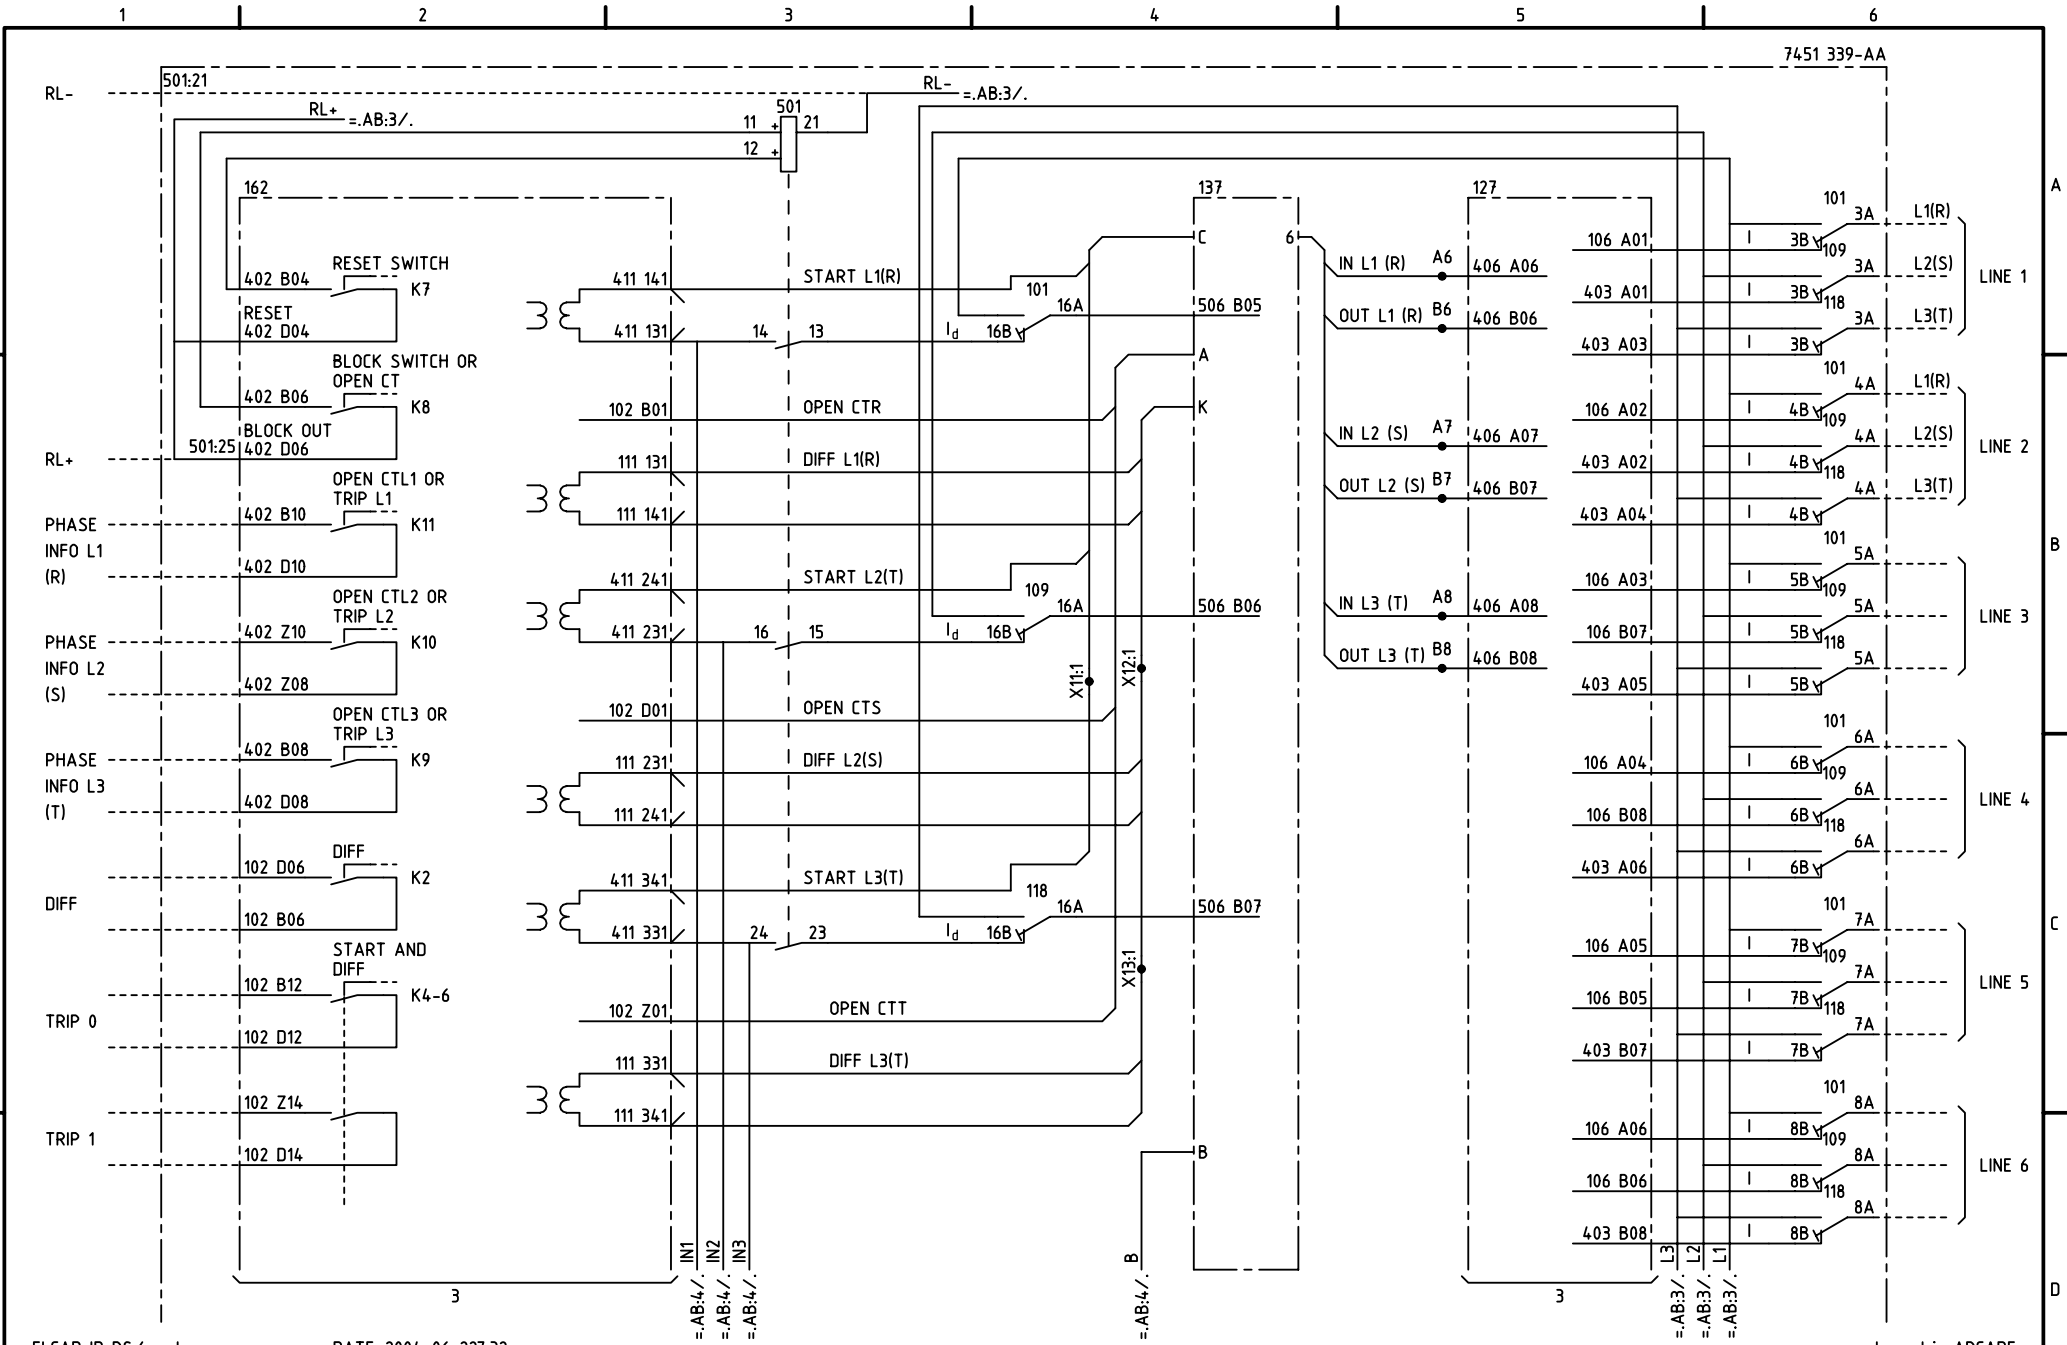 1 2 3 4 5 6
7451 339-AA
RL- 501:21 RL- =.AB:3/.
RL+ =.AB:3/. 501
11 + 21
12 +
A
162 137 127
RESET SWITCH
402 B04 K7
RESET
402 D04
BLOCK SWITCH OR
OPEN CT
402 B06 K8
BLOCK OUT
RL+ 501:25 402 D06
OPEN CTL1 OR
TRIP L1
402 B10 K11
PHASE
INFO L1
(R)
402 D10
OPEN CTL2 OR
TRIP L2
402 Z10 K10
PHASE
INFO L2
(S)
402 Z08
OPEN CTL3 OR
TRIP L3
402 B08 K9
PHASE
INFO L3
(T)
402 D08
DIFF
102 D06 K2
DIFF
102 B06
START AND
DIFF
102 B12 K4-6
TRIP 0
102 D12
102 Z14
TRIP 1
102 D14
3
411 141 START L1(R)
411 131 14 13 Id 16B 101 16A 506 B05
102 B01 OPEN CTR
111 131 DIFF L1(R)
111 141
411 241 START L2(T)
411 231 16 15 Id 16B 109 16A 506 B06
102 D01 OPEN CTS
111 231 DIFF L2(S)
111 241
411 341 START L3(T)
411 331 24 23 Id 16B 118 16A 506 B07
102 Z01 OPEN CTT
111 331 DIFF L3(T)
111 341
X11:1 X12:1
X13:1
IN1 IN2 IN3 B
=.AB:4/. =.AB:4/. =.AB:4/. =.AB:4/.
C 6
A
K
B
IN L1 (R) A6 406 A06
OUT L1 (R) B6 406 B06
IN L2 (S) A7 406 A07
OUT L2 (S) B7 406 B07
IN L3 (T) A8 406 A08
OUT L3 (T) B8 406 B08
3
101 3A L1(R)
106 A01 I 3B 109
3A L2(S) LINE 1
403 A01 I 3B 118
3A L3(T)
403 A03 I 3B
101 4A L1(R)
106 A02 I 4B 109
4A L2(S) LINE 2
403 A02 I 4B 118
4A L3(T)
403 A04 I 4B
B
101 5A
106 A03 I 5B 109
5A LINE 3
106 B07 I 5B 118
5A
403 A05 I 5B
101 6A
106 A04 I 6B 109
6A LINE 4
106 B08 I 6B 118
6A
403 A06 I 6B
C
101 7A
106 A05 I 7B 109
7A LINE 5
106 B05 I 7B 118
7A
403 B07 I 7B
101 8A
106 A06 I 8B 109
8A LINE 6
106 B06 I 8B 118
8A
403 B08 I 8B
L3 L2 L1
=.AB:3/. =.AB:3/. =.AB:3/.
D